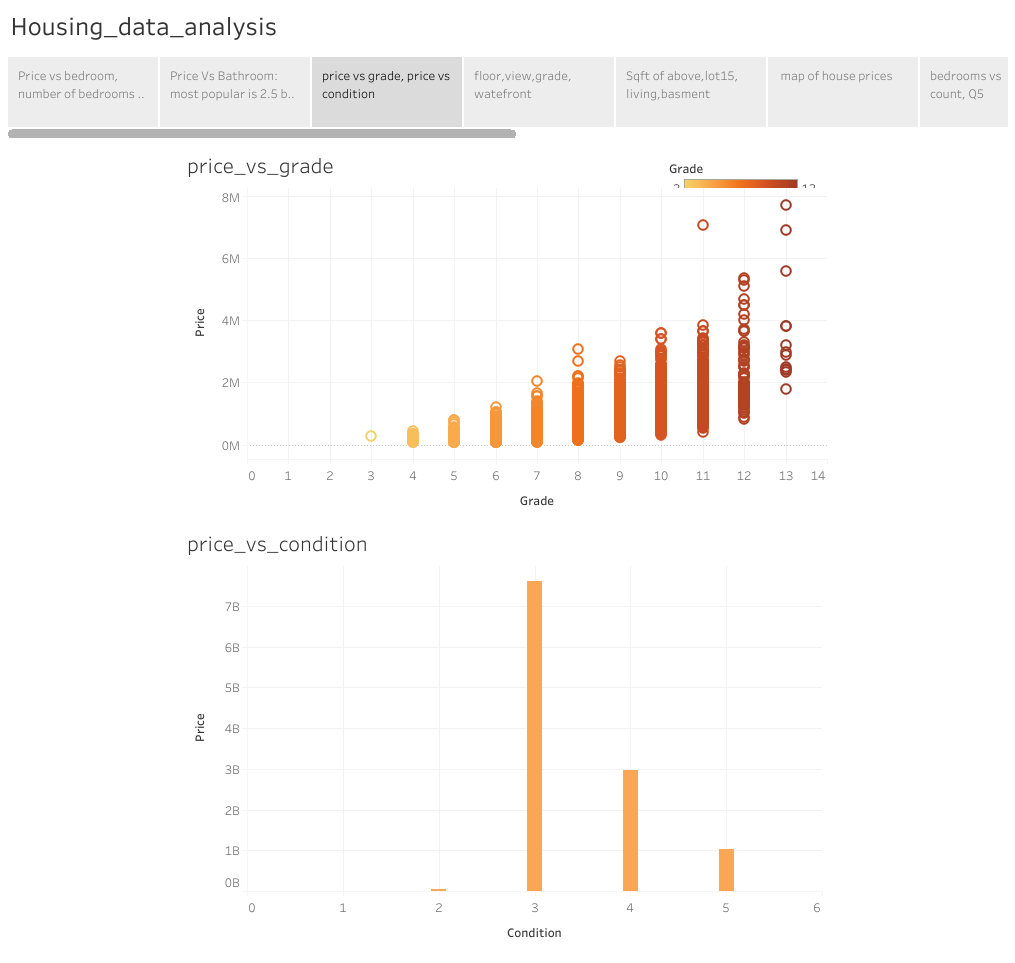 Housing_data_analysis
Price vs bedroom,
number of bedrooms ..
Price Vs Bathroom:
most popular is 2.5 b..
price vs grade, price vs
condition
floor,view,grade,
watefront
Sqft of above,lot15,
living,basment
map of house prices
bedrooms vs
count, Q5
price_vs_grade
Grade
8M
6M
4M
2M
0M
Price
0 1 2 3 4 5 6 7 8 9 10 11 12 13 14
Grade
price_vs_condition
7B
6B
5B
4B
3B
2B
1B
0B
Price
0 1 2 3 4 5 6
Condition